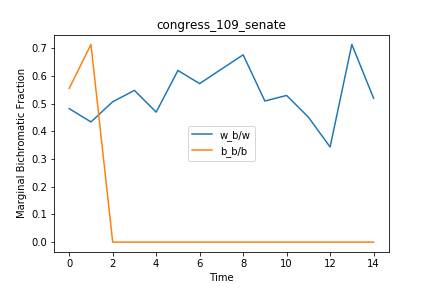 congress_109_senate
Marginal Bichromatic Fraction
0.7
0.6
0.5
0.4
0.3
0.2
0.1
0.0
w_b/w
b_b/b
0 2 4 6 8 10 12 14
Time